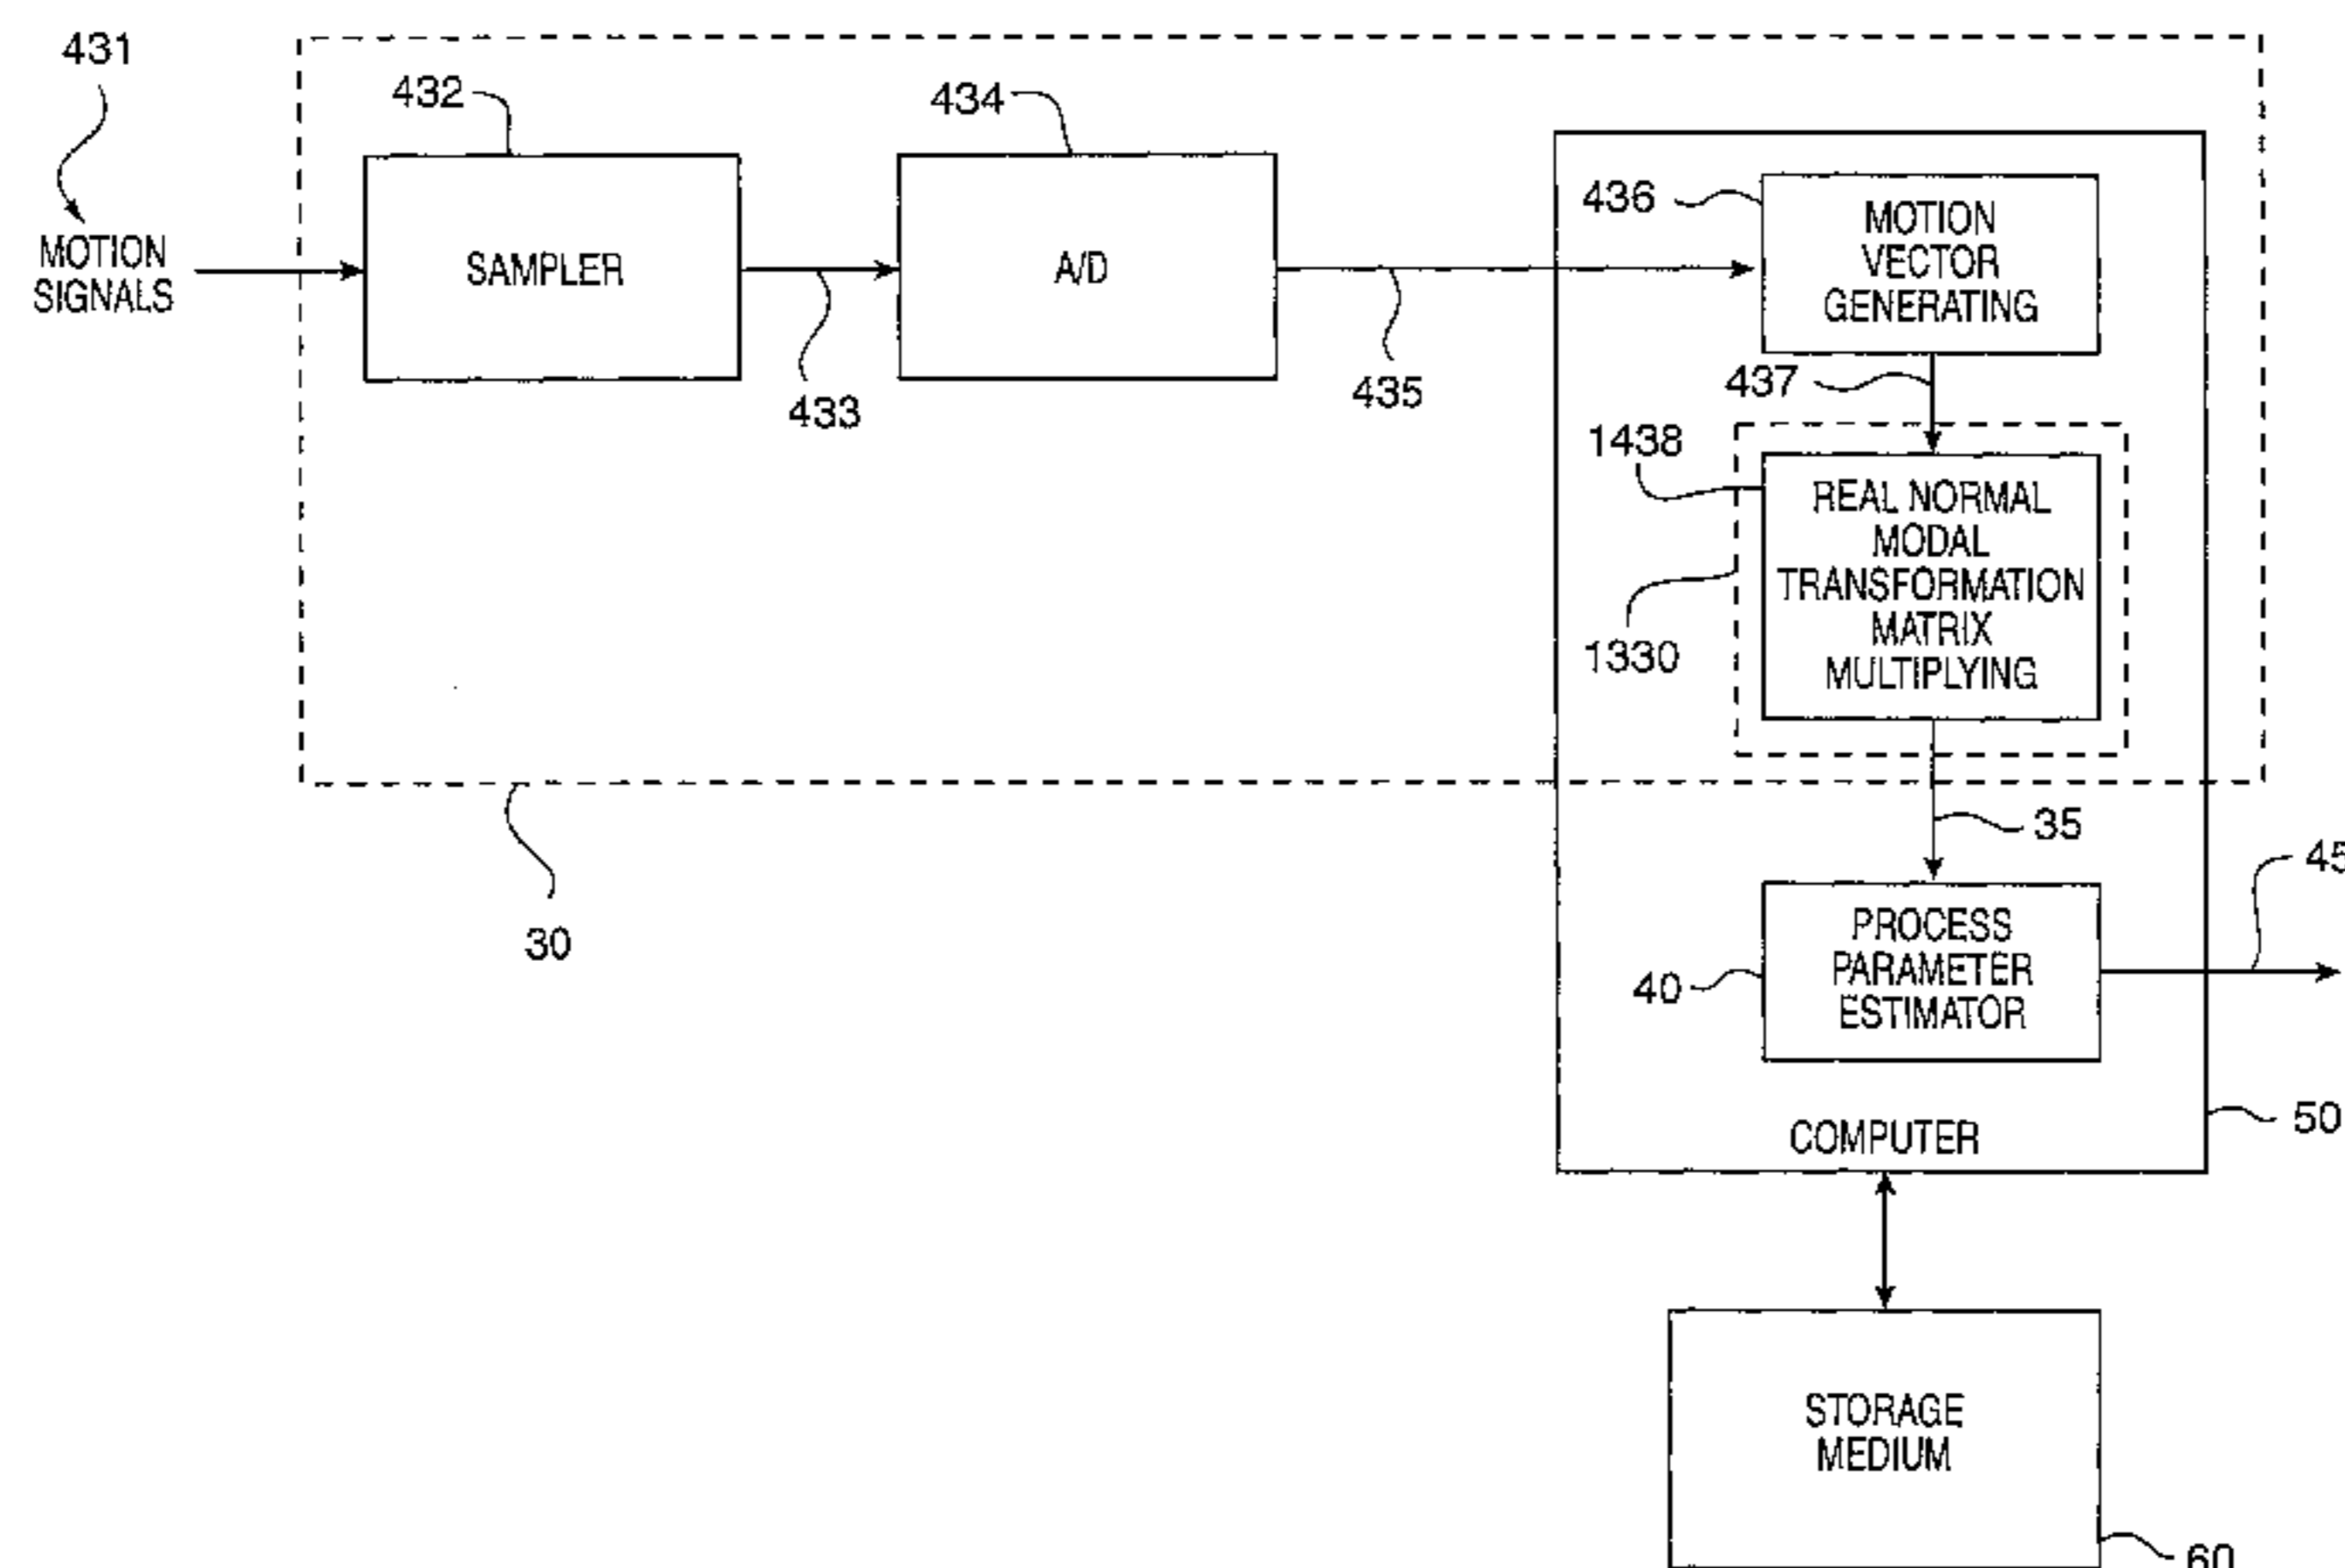 431
432
434
MOTION
SIGNALS
SAMPLER
A/D
433
435
436
MOTION
VECTOR
GENERATING
437
1438
REAL NORMAL
MODAL
TRANSFORMATION
MATRIX
MULTIPLYING
1330
35
30
45
PROCESS
PARAMETER
ESTIMATOR
40
COMPUTER
50
STORAGE
MEDIUM
60